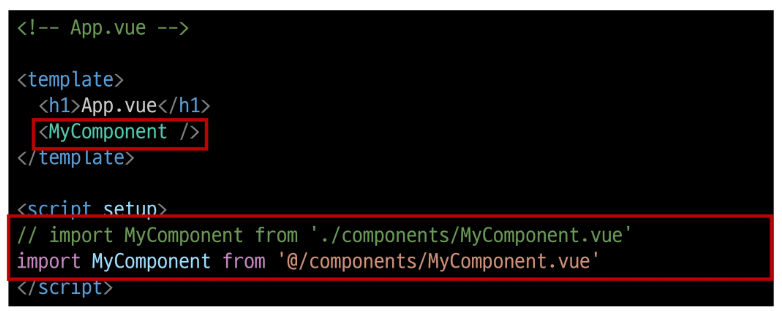 <!-- App.vue -->
<template>
<h1>App.vue</h1>
<MyComponent />
</template>
<script setup>
// import MyComponent from './components/MyComponent.vue'
import MyComponent from '@/components/MyComponent.vue'
</script>